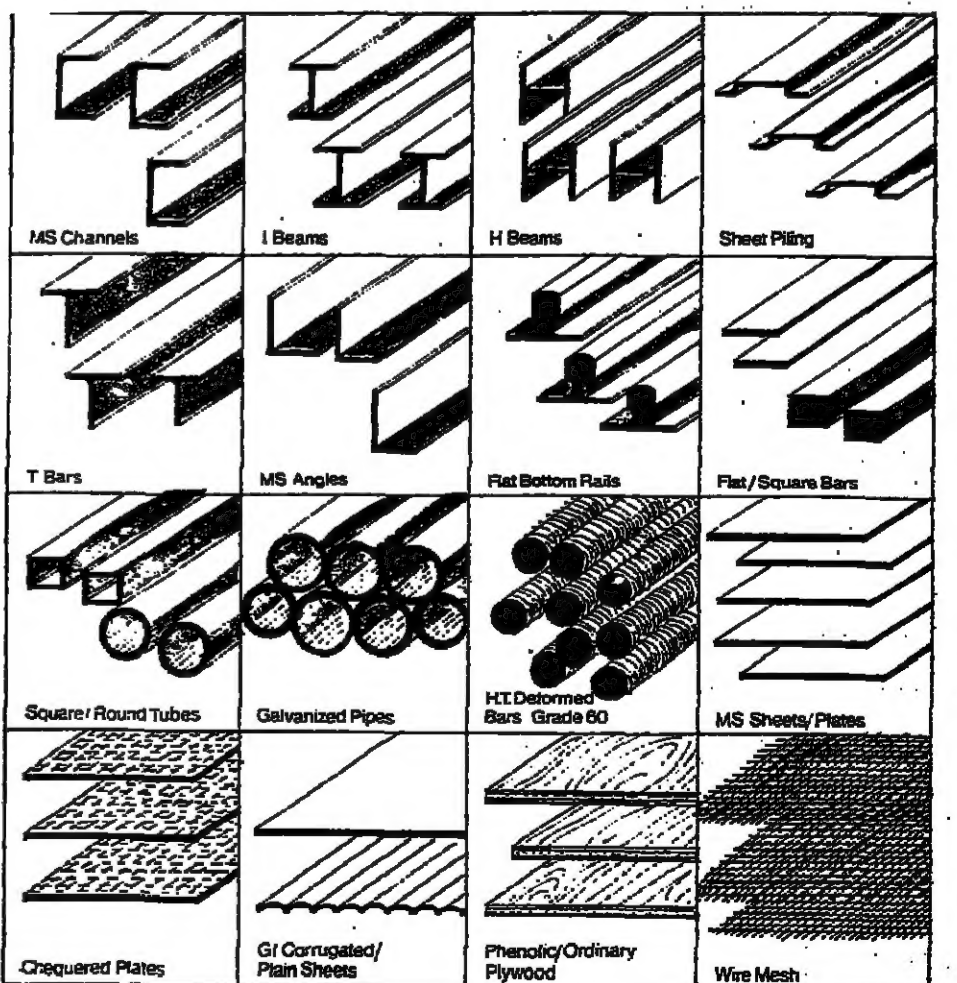 MS Channels
I Beams
H Beams
Sheet Piling
T Bars
MS Angles
Flat Bottom Rails
Flat/Square Bars
Square/Round Tubes
Galvanized Pipes
H.T. Deformed
Bars Grade 60
MS Sheets/Plates
Chequered Plates
GI Corrugated/
Plain Sheets
Phenolic/Ordinary
Plywood
Wire Mesh